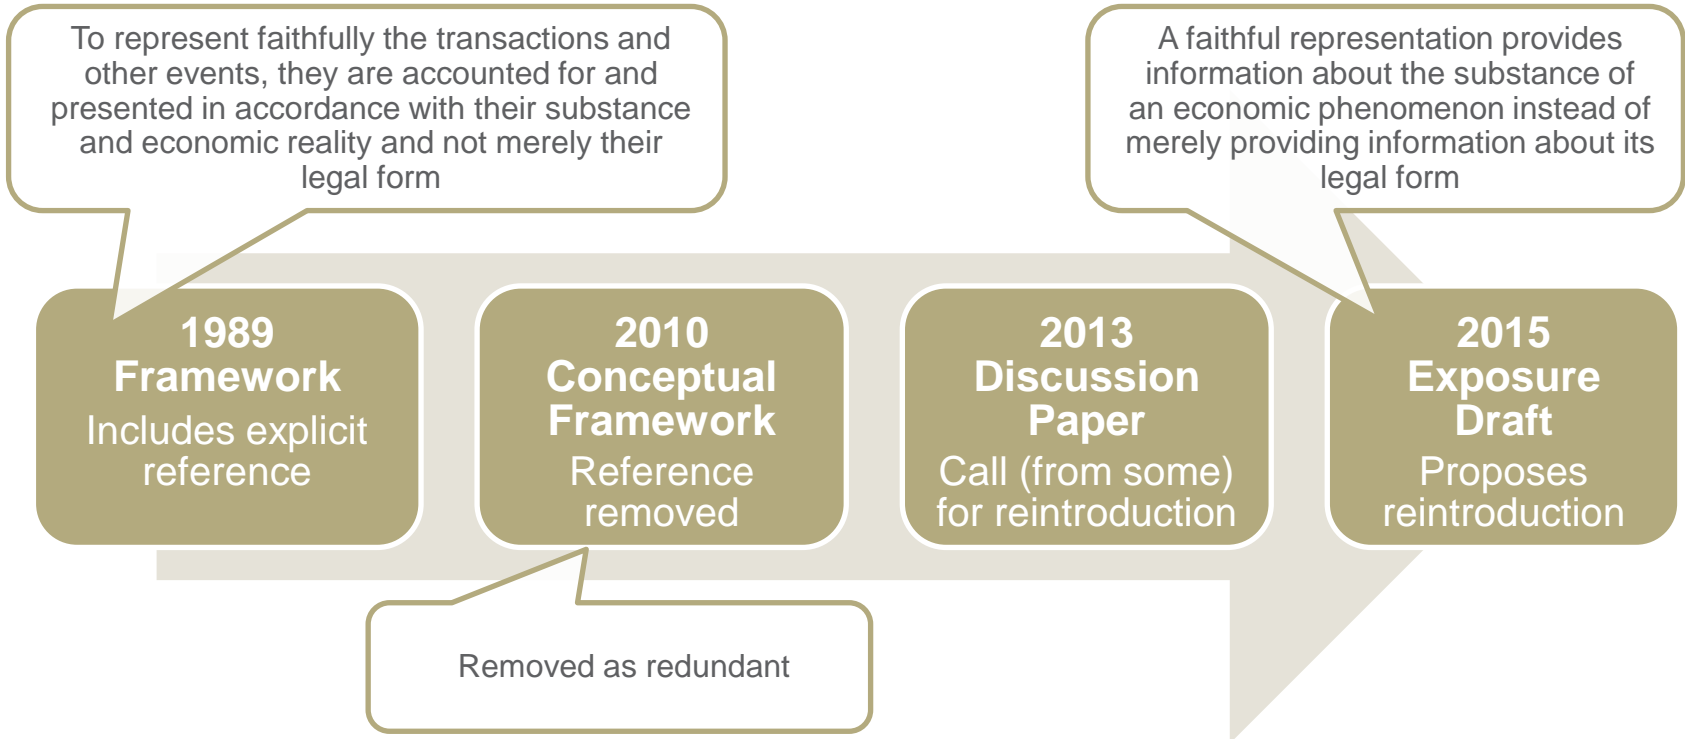 To represent faithfully the transactions and
other events, they are accounted for and
presented in accordance with their substance
and economic reality and not merely their
legal form
A faithful representation provides
information about the substance of
an economic phenomenon instead of
merely providing information about its
legal form
1989
Framework
Includes explicit
reference
2010
Conceptual
Framework
Reference
removed
2013
Discussion
Paper
Call (from some)
for reintroduction
2015
Exposure
Draft
Proposes
reintroduction
Removed as redundant